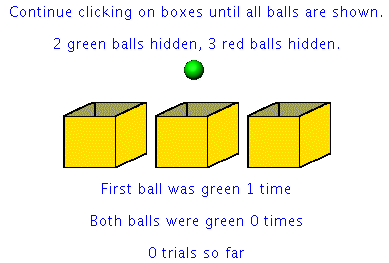 Continue clicking on boxes until all balls are shown.
2 green balls hidden, 3 red balls hidden.
First ball was green 1 time
Both balls were green 0 times
0 trials so far